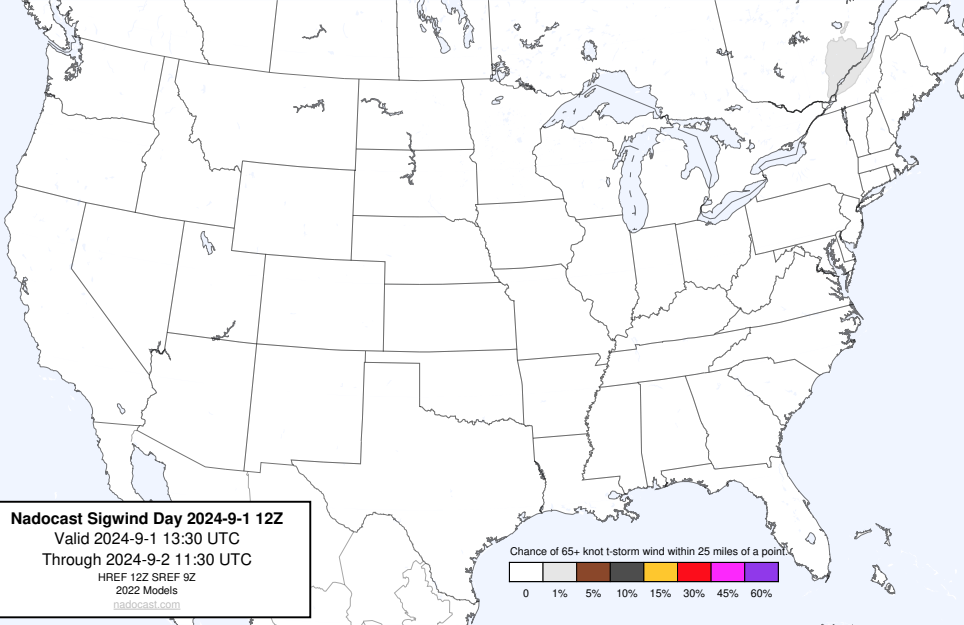 Nadocast Sigwind Day 2024-9-1 12Z
Valid 2024-9-1 13:30 UTC
Through 2024-9-2 11:30 UTC
HREF 12Z SREF 9Z
2022 Models
nadocast.com
Chance of 65+ knot t-storm wind within 25 miles of a point.
0 1% 5% 10% 15% 30% 45% 60%